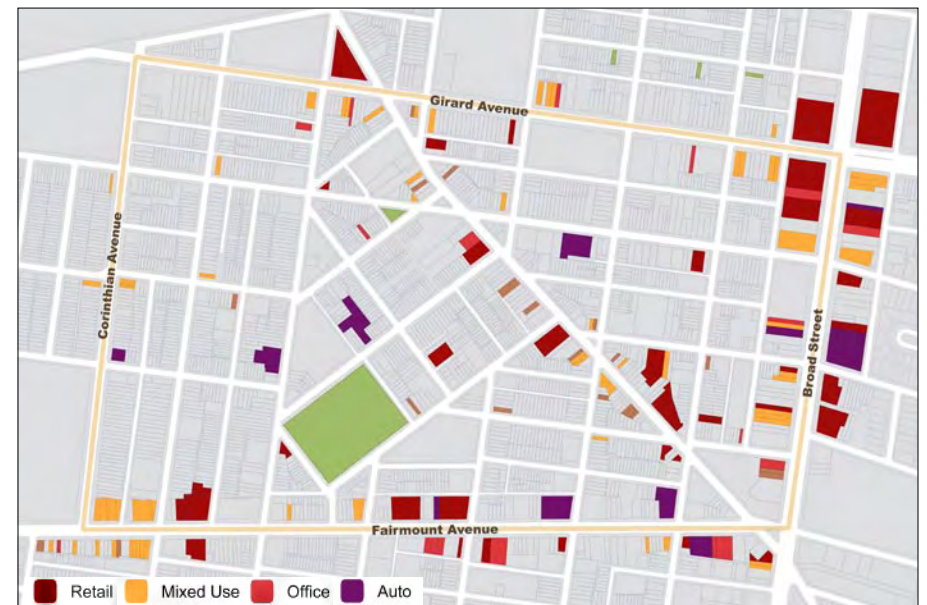 Girard Avenue
Corinthian Avenue
Broad Street
Fairmount Avenue
Retail Mixed Use Office Auto